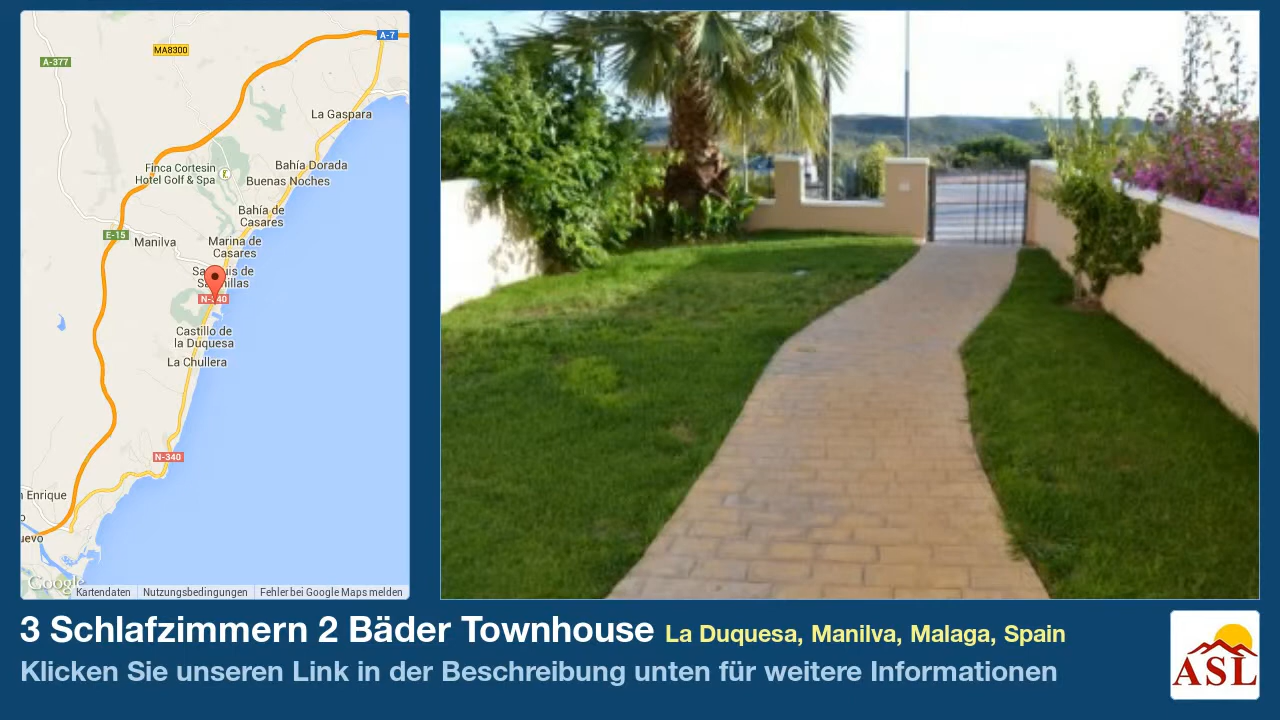 A-7
MA8300
A-377
La Gaspara
Finca Cortesin
Hotel Golf & Spa
Bahía Dorada
Buenas Noches
Bahía de
Casares
E-15
Manilva
Marina de
Casares
N-340
Castillo de
la Duquesa
La Chullera
N-340
Enrique
Google
Kartendaten
Nutzungsbedingungen
Fehler bei Google Maps melden
3 Schlafzimmern 2 Bäder Townhouse La Duquesa, Manilva, Malaga, Spain
Klicken Sie unseren Link in der Beschreibung unten für weitere Informationen
ASL